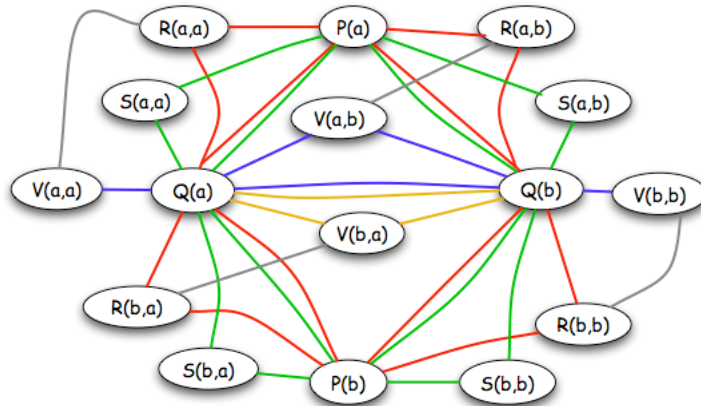 R(a,a)
P(a)
R(a,b)
S(a,a)
S(a,b)
V(a,b)
V(a,a)
Q(a)
Q(b)
V(b,b)
V(b,a)
R(b,a)
R(b,b)
S(b,a)
P(b)
S(b,b)